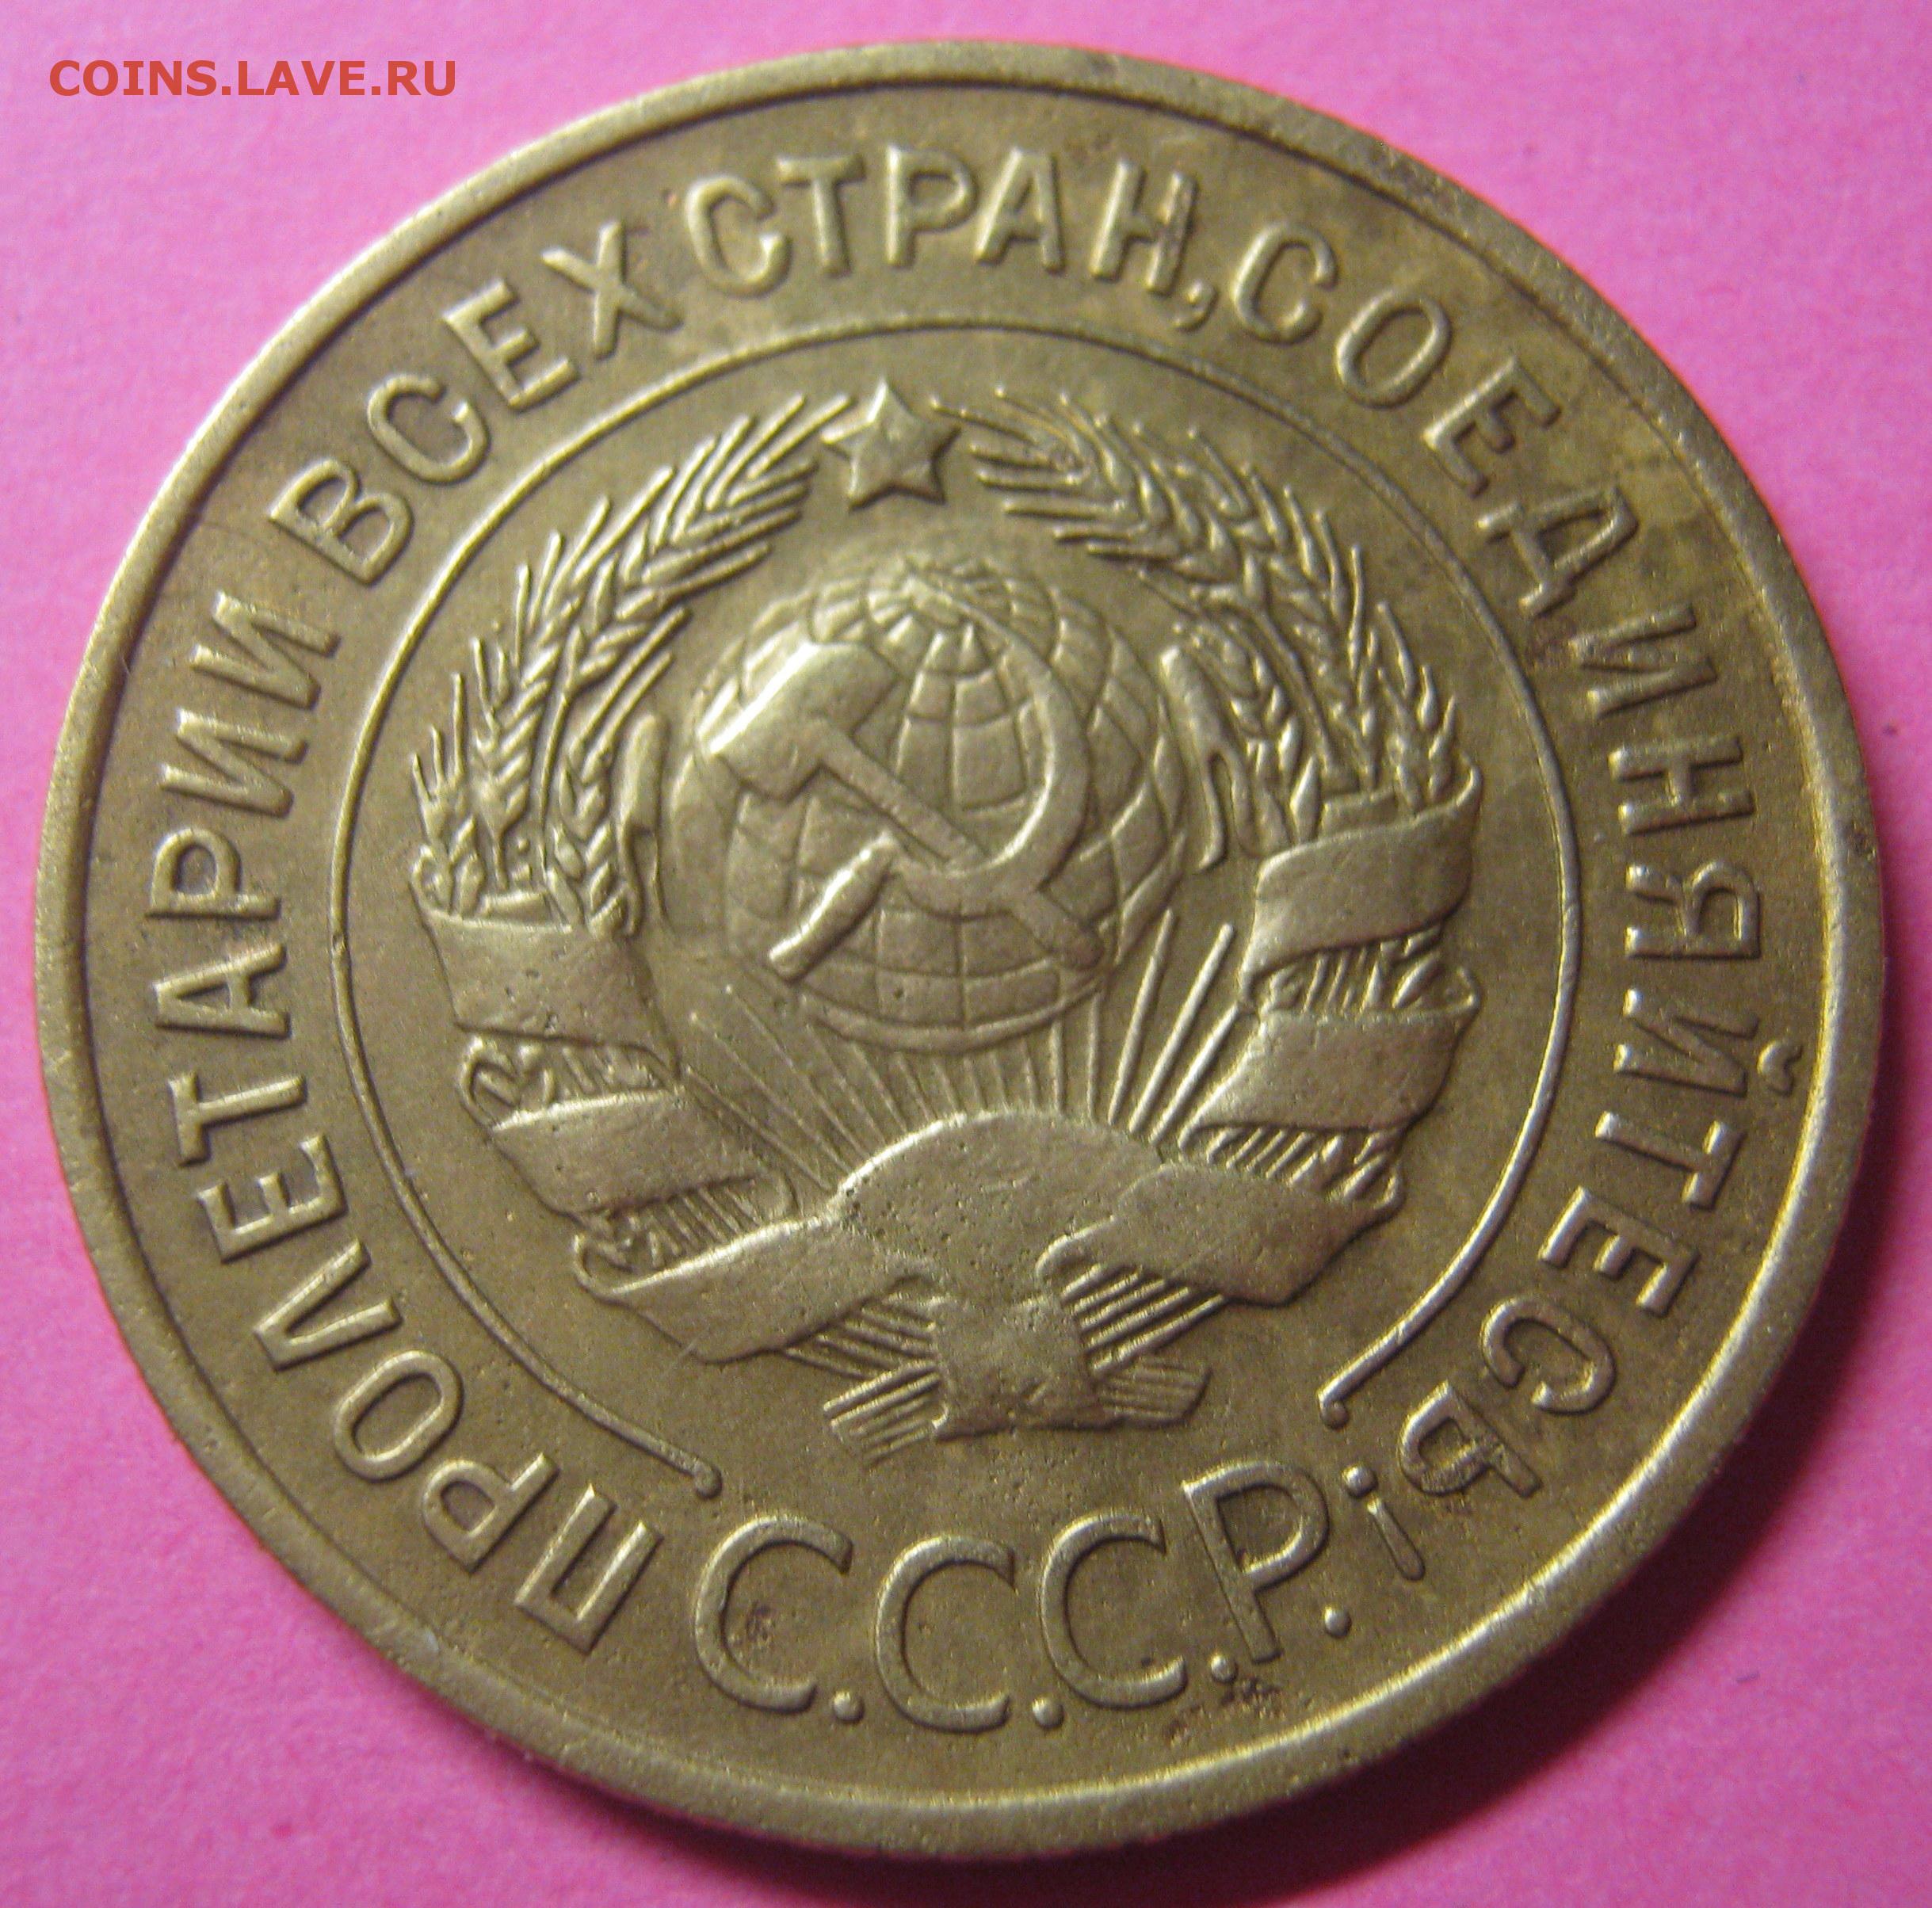 COINS.LAVE.RU
ПРОЛЕТАРИИ ВСЕХ СТРАН, СОЕДИНЯЙТЕСЬ!
С.С.С.Р.